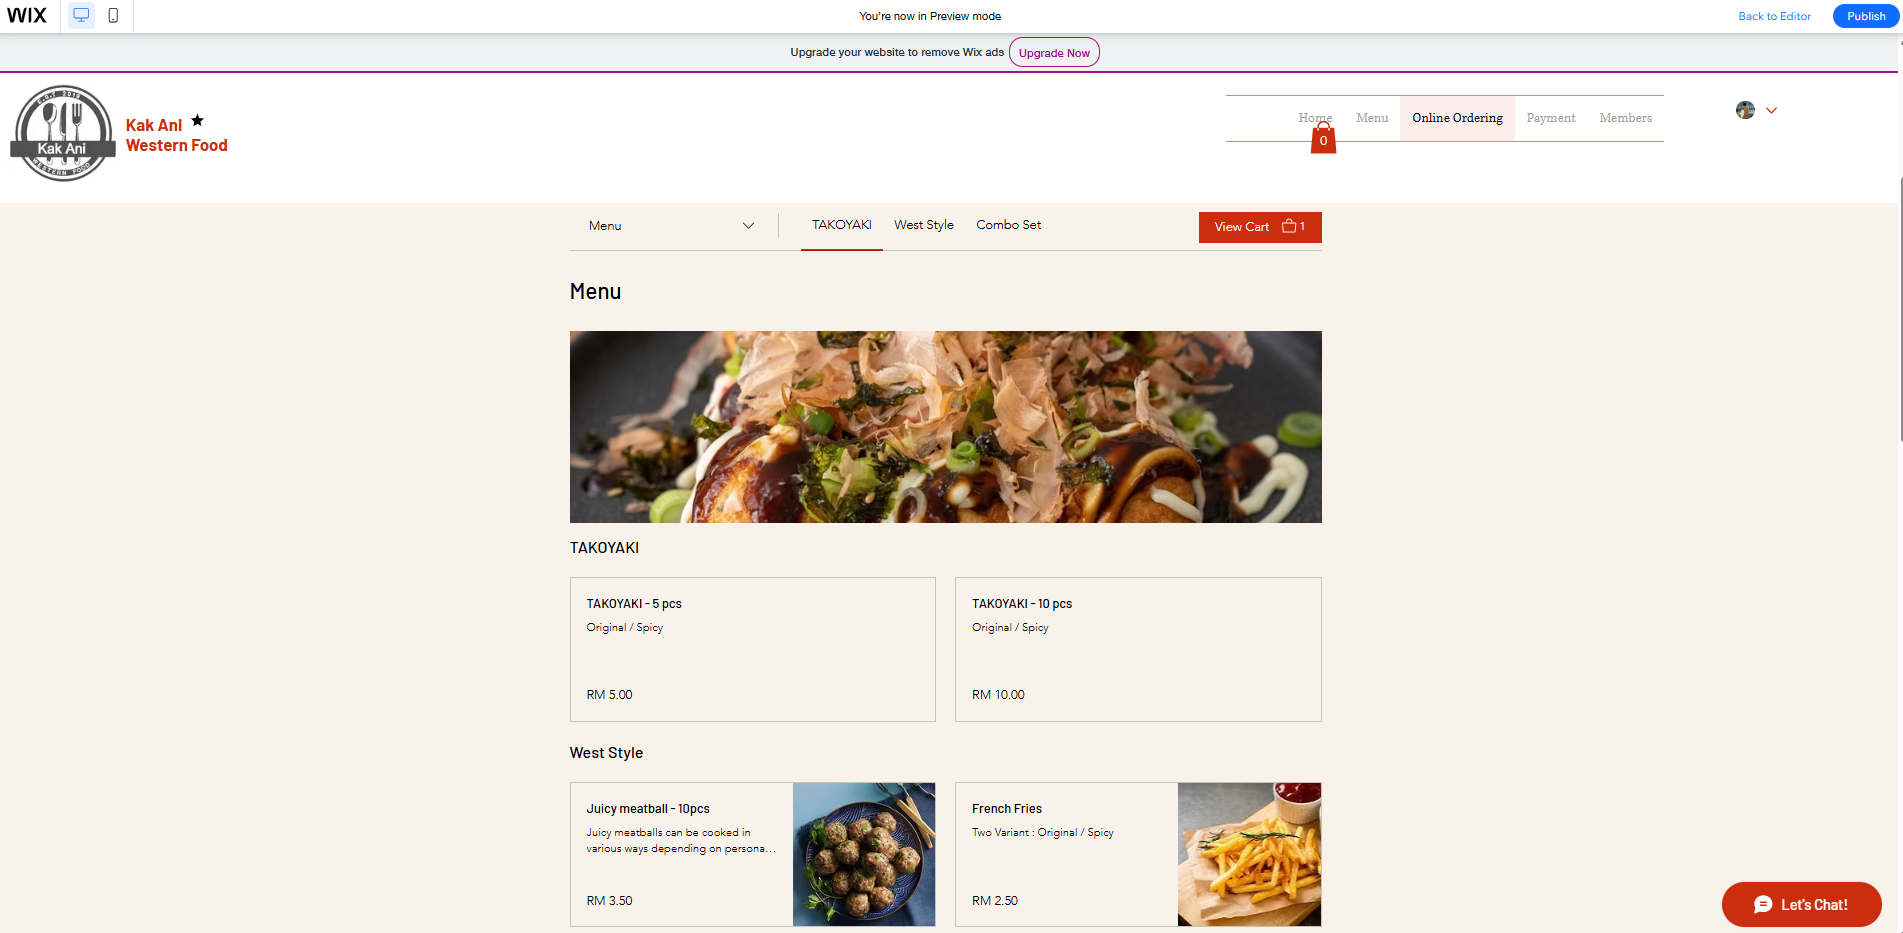 WIX
You're now in Preview mode
Back to Editor
Publish
Upgrade your website to remove Wix ads
Upgrade Now
EST 2019
Kak Ani
WESTERN FOOD
Kak Ani
Western Food
Home
Menu
Online Ordering
Payment
Members
0
Menu
TAKOYAKI
West Style
Combo Set
View Cart 1
Menu
TAKOYAKI
TAKOYAKI - 5 pcs
Original / Spicy
RM 5.00
TAKOYAKI - 10 pcs
Original / Spicy
RM 10.00
West Style
Juicy meatball - 10pcs
Juicy meatballs can be cooked in
various ways depending on persona...
RM 3.50
French Fries
Two Variant : Original / Spicy
RM 2.50
Let's Chat!